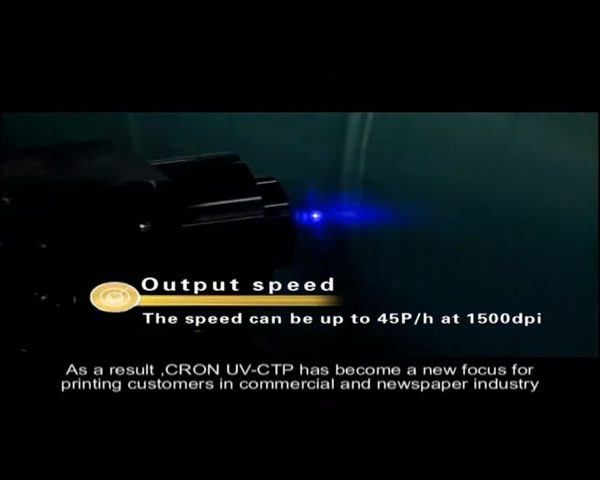 Output speed
The speed can be up to 45P/h at 1500dpi
As a result ,CRON UV-CTP has become a new focus for
printing customers in commercial and newspaper industry